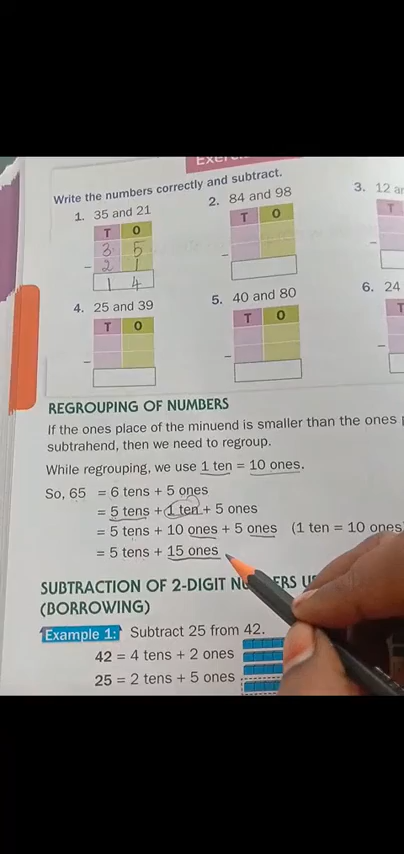 Write the numbers correctly and subtract.
1. 35 and 21
2. 84 and 98
3. 12
T O
T O
T
3 5
- 2 1
-
-
1 4
4. 25 and 39
5. 40 and 80
6. 24
T O
T O
T
-
-
-
REGROUPING OF NUMBERS
If the ones place of the minuend is smaller than the ones
subtrahend, then we need to regroup.
While regrouping, we use 1 ten = 10 ones.
So, 65 = 6 tens + 5 ones
= 5 tens + 1 ten + 5 ones
= 5 tens + 10 ones + 5 ones (1 ten = 10 ones
= 5 tens + 15 ones
SUBTRACTION OF 2-DIGIT
(BORROWING)
Example 1: Subtract 25 from 42.
42 = 4 tens + 2 ones
25 = 2 tens + 5 ones